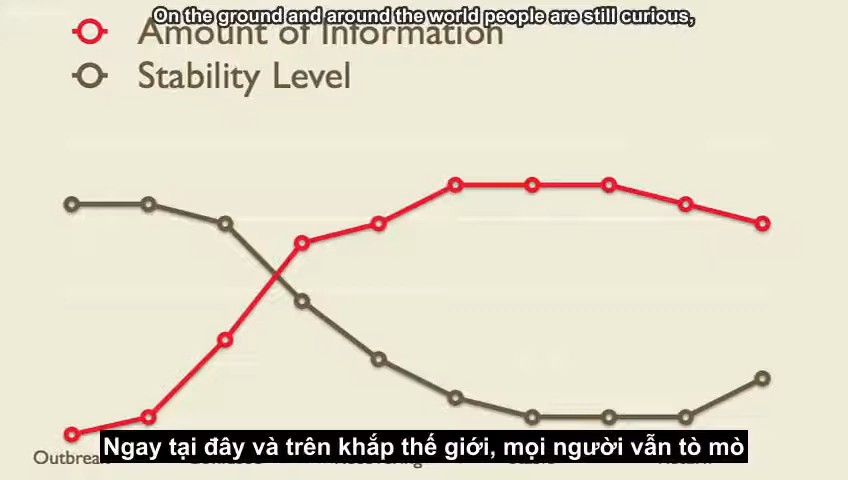 On the ground and around the world people are still curious,
Amount of Information
Stability Level
Ngay tại đây và trên khắp thế giới, mọi người vẫn tò mò